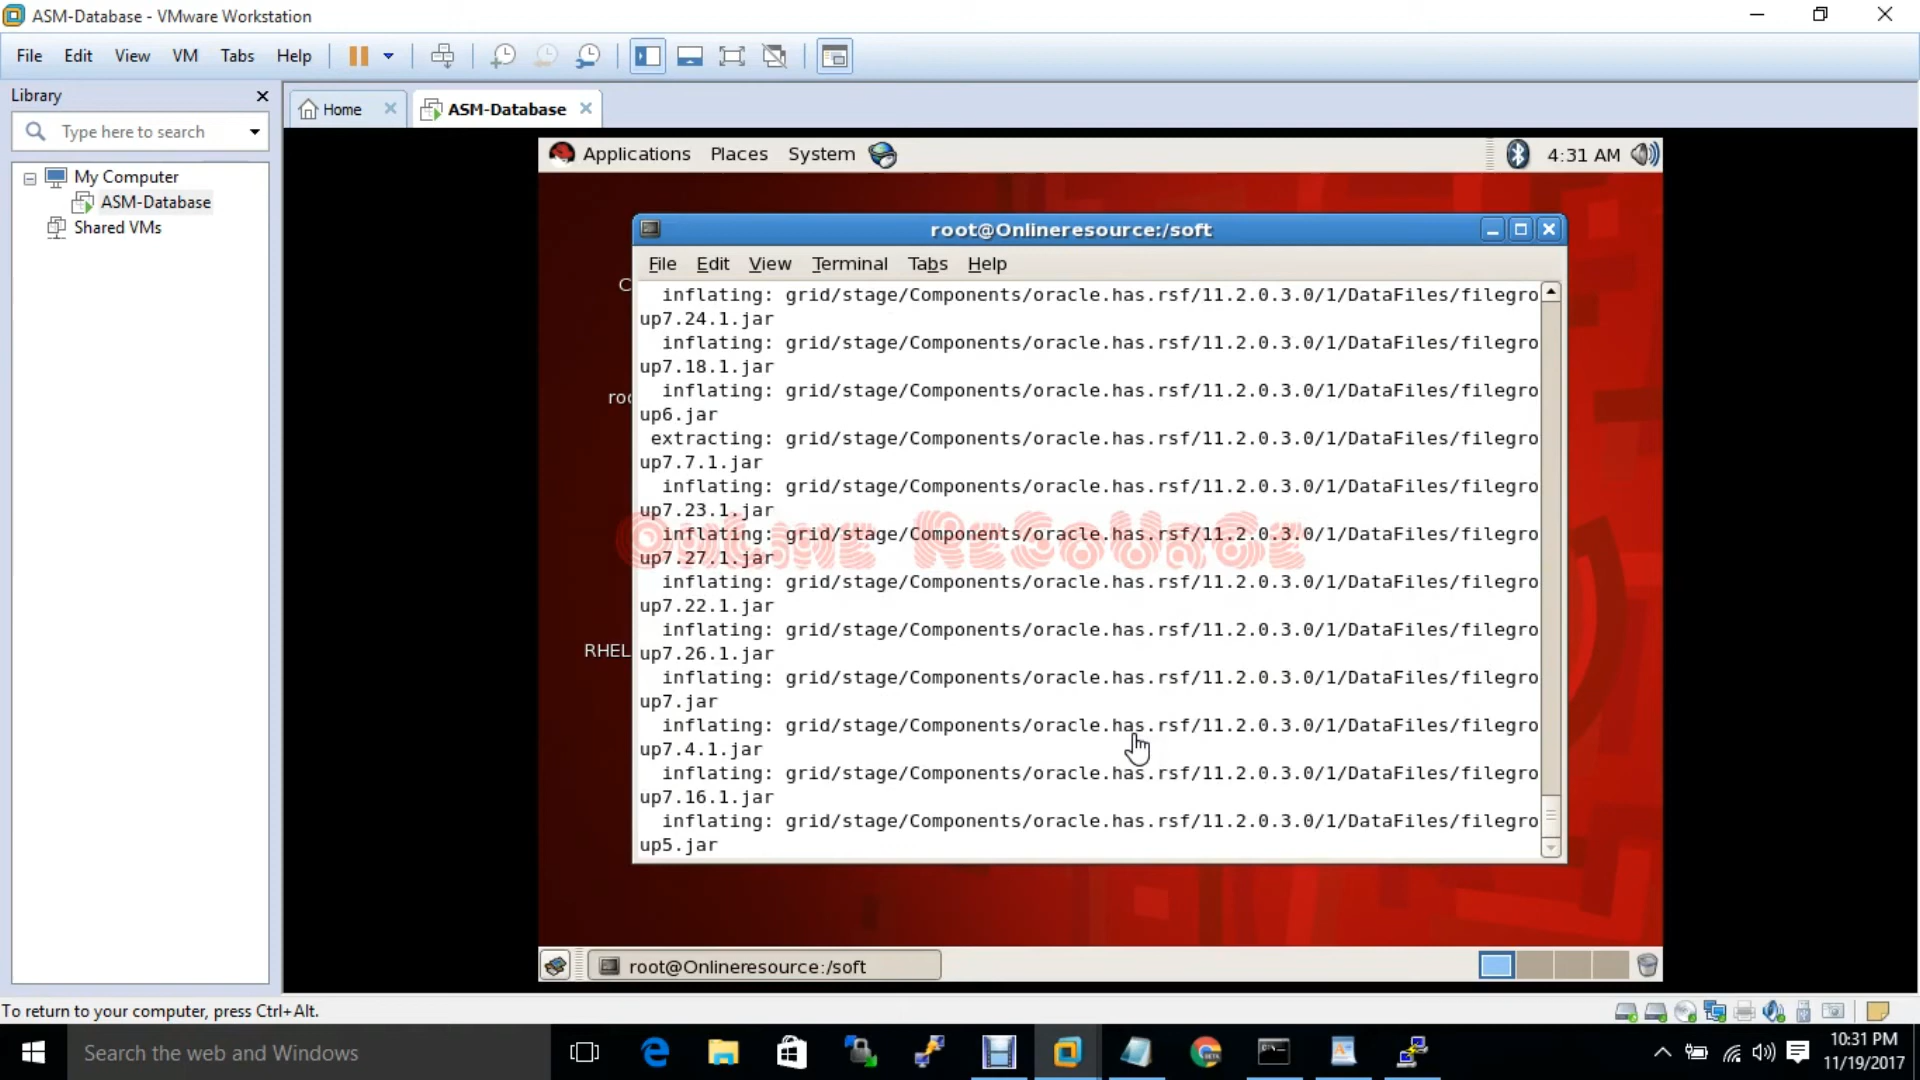 ASM-Database - VMware Workstation
File Edit View VM Tabs Help
Library
Type here to search
My Computer
ASM-Database
Shared VMs
Home
ASM-Database
Applications Places System
4:31 AM
C
roo
RHEL
root@Onlineresource:/soft
File Edit View Terminal Tabs Help
inflating: grid/stage/Components/oracle.has.rsf/11.2.0.3.0/1/DataFiles/filegro
up7.24.1.jar
inflating: grid/stage/Components/oracle.has.rsf/11.2.0.3.0/1/DataFiles/filegro
up7.18.1.jar
inflating: grid/stage/Components/oracle.has.rsf/11.2.0.3.0/1/DataFiles/filegro
up6.jar
extracting: grid/stage/Components/oracle.has.rsf/11.2.0.3.0/1/DataFiles/filegro
up7.7.1.jar
inflating: grid/stage/Components/oracle.has.rsf/11.2.0.3.0/1/DataFiles/filegro
up7.23.1.jar
OnLiNE ReSoUrCE
inflating: grid/stage/Components/oracle.has.rsf/11.2.0.3.0/1/DataFiles/filegro
up7.27.1.jar
inflating: grid/stage/Components/oracle.has.rsf/11.2.0.3.0/1/DataFiles/filegro
up7.22.1.jar
inflating: grid/stage/Components/oracle.has.rsf/11.2.0.3.0/1/DataFiles/filegro
up7.26.1.jar
inflating: grid/stage/Components/oracle.has.rsf/11.2.0.3.0/1/DataFiles/filegro
up7.jar
inflating: grid/stage/Components/oracle.has.rsf/11.2.0.3.0/1/DataFiles/filegro
up7.4.1.jar
inflating: grid/stage/Components/oracle.has.rsf/11.2.0.3.0/1/DataFiles/filegro
up7.16.1.jar
inflating: grid/stage/Components/oracle.has.rsf/11.2.0.3.0/1/DataFiles/filegro
up5.jar
root@Onlineresource:/soft
To return to your computer, press Ctrl+Alt.
Search the web and Windows
10:31 PM
11/19/2017